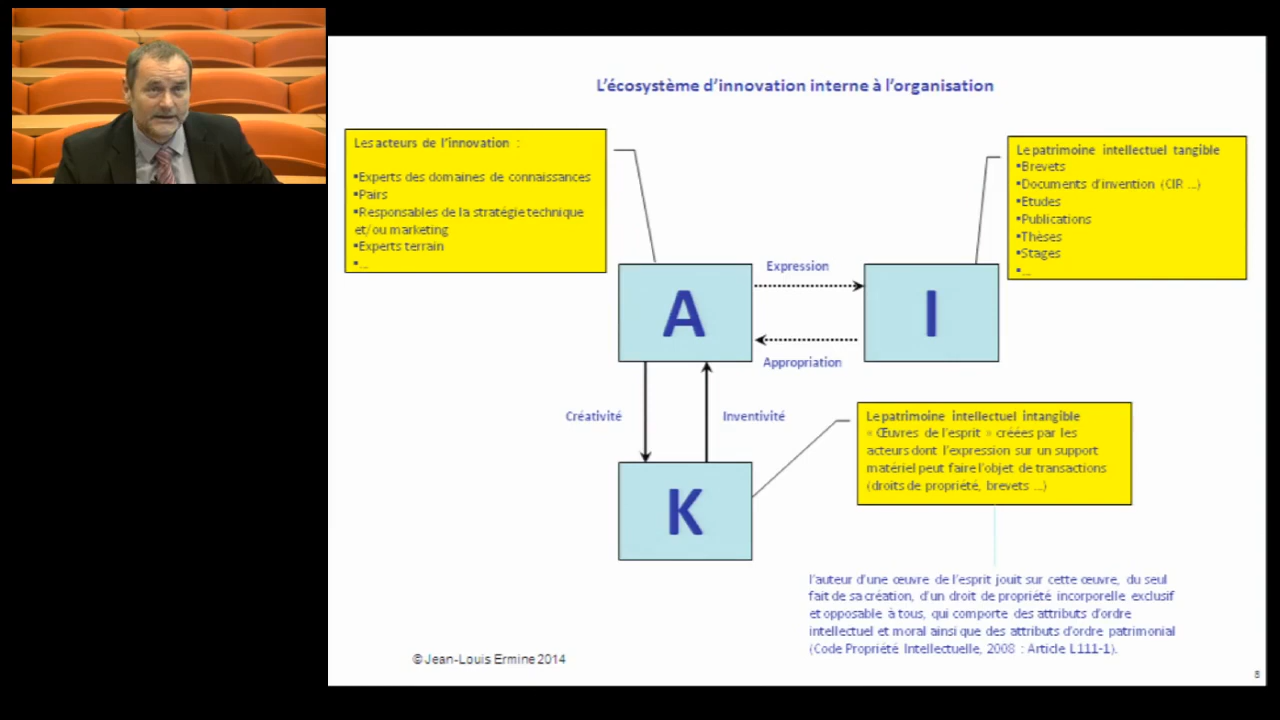 L'écosystème d'innovation interne à l'organisation
Les acteurs de l'innovation :
▪Experts des domaines de connaissances
▪Pairs
▪Responsables de la stratégie technique
et/ou marketing
▪Experts terrain
▪...
Le patrimoine intellectuel tangible
▪Brevets
▪Documents d'invention (CIR ...)
▪Etudes
▪Publications
▪Thèses
▪Stages
▪...
Expression
A
I
Appropriation
Créativité
Inventivité
Le patrimoine intellectuel intangible
« Œuvres de l'esprit » créées par les
acteurs dont l'expression sur un support
matériel peut faire l'objet de transactions
(droits de propriété, brevets ...)
K
l'auteur d'une œuvre de l'esprit jouit sur cette œuvre, du seul
fait de sa création, d'un droit de propriété incorporelle exclusif
et opposable à tous, qui comporte des attributs d'ordre
intellectuel et moral ainsi que des attributs d'ordre patrimonial
(Code Propriété Intellectuelle, 2008 : Article L111-1).
©Jean-Louis Ermine 2014
8